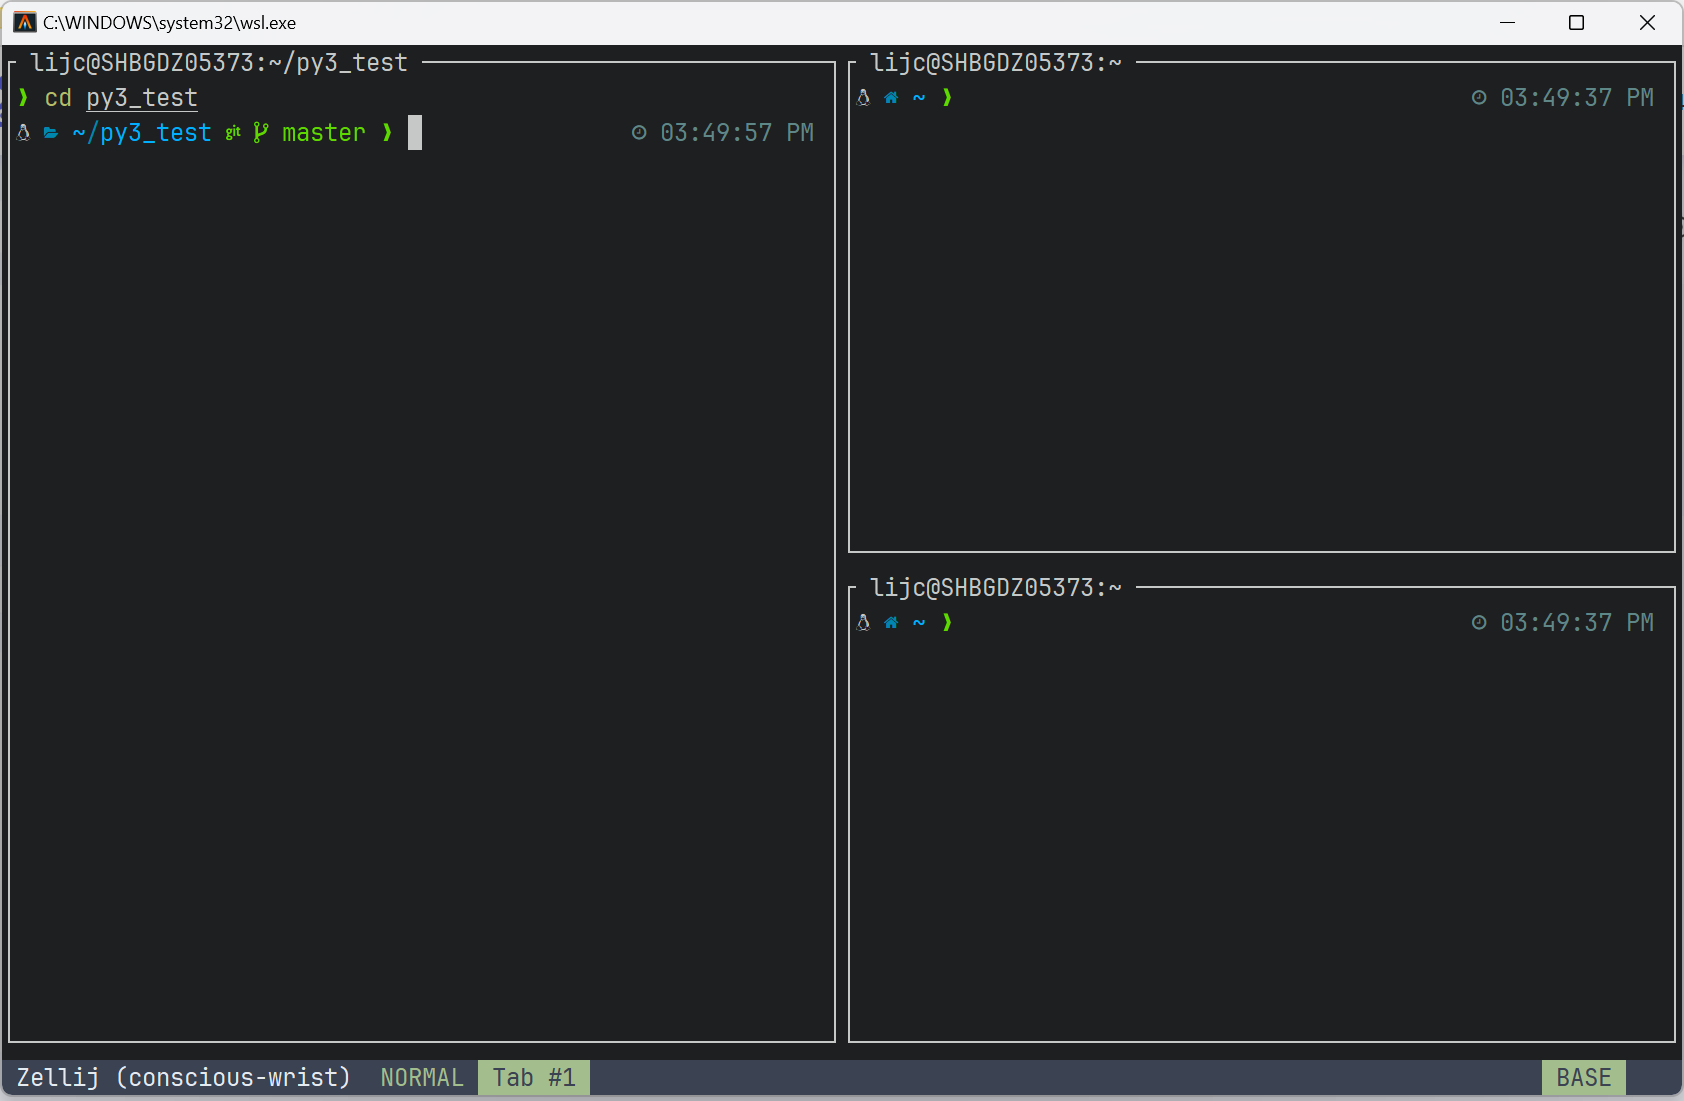 C:\WINDOWS\system32\wsl.exe
lijc@SHBGDZ05373:~/py3_test
❱ cd py3_test
~/py3_test git master ❱ 03:49:57 PM
lijc@SHBGDZ05373:~
~ ❱ 03:49:37 PM
lijc@SHBGDZ05373:~
~ ❱ 03:49:37 PM
Zellij (conscious-wrist) NORMAL Tab #1 BASE